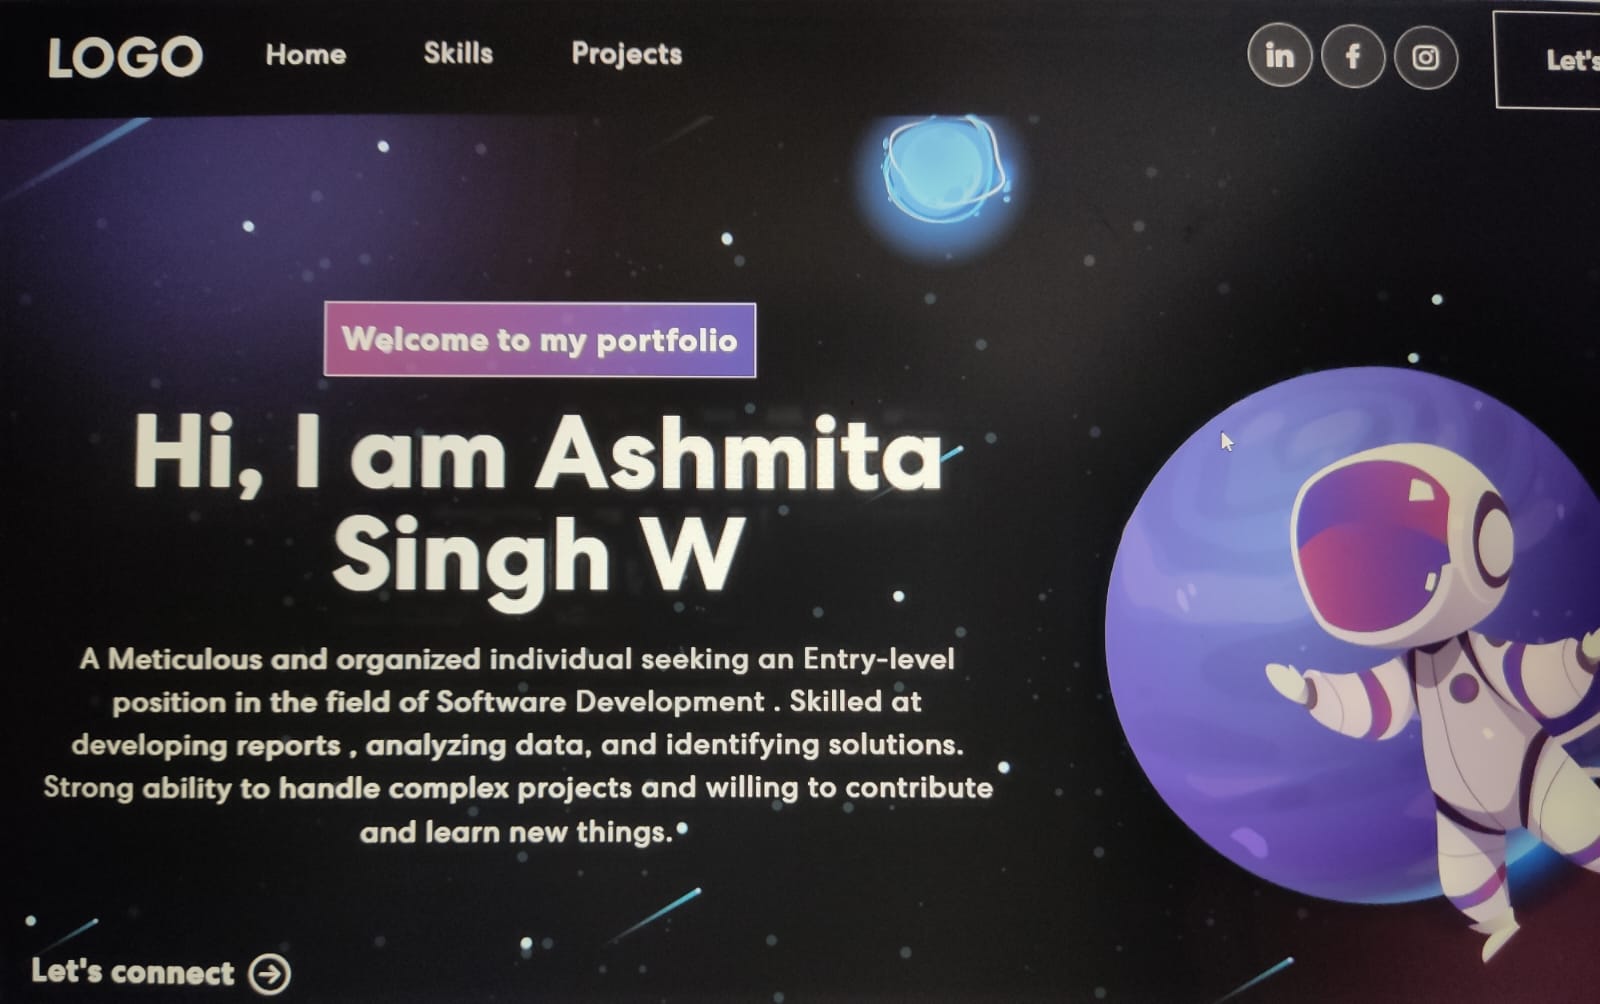 LOGO Home Skills Projects in f Let's
Welcome to my portfolio
Hi, I am Ashmita
Singh W
A Meticulous and organized individual seeking an Entry-level
position in the field of Software Development . Skilled at
developing reports , analyzing data, and identifying solutions.
Strong ability to handle complex projects and willing to contribute
and learn new things.
Let's connect